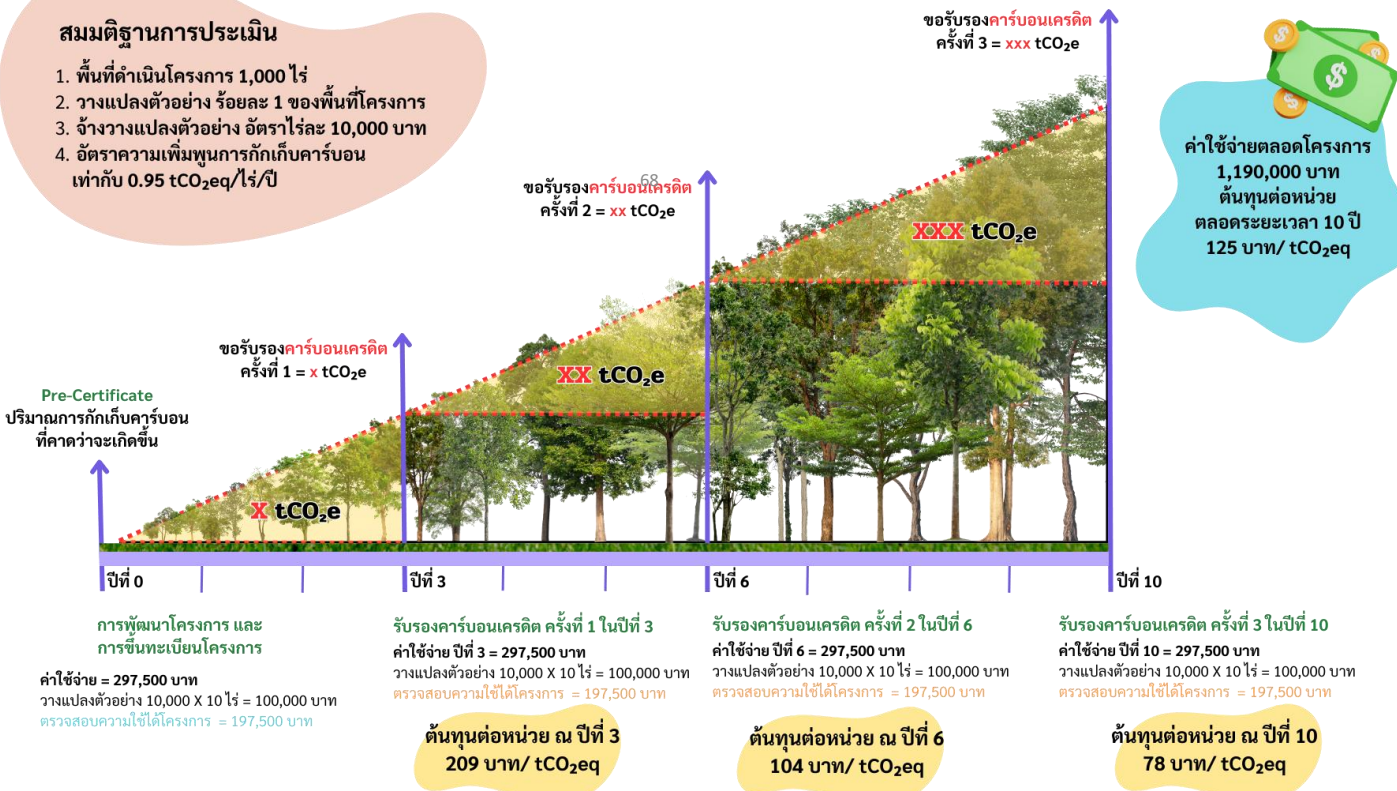 สมมติฐานการประเมิน
1. พื้นที่ดำเนินโครงการ 1,000 ไร่
2. วางแปลงตัวอย่าง ร้อยละ 1 ของพื้นที่โครงการ
3. จ้างวางแปลงตัวอย่าง อัตราไร่ละ 10,000 บาท
4. อัตราความเพิ่มพูนการกักเก็บคาร์บอน
เท่ากับ 0.95 tCO₂eq/ไร่/ปี
ขอรับรองคาร์บอนเครดิต
ครั้งที่ 3 = xxx tCO₂e
ค่าใช้จ่ายตลอดโครงการ
1,190,000 บาท
ต้นทุนต่อหน่วย
ตลอดระยะเวลา 10 ปี
125 บาท/ tCO₂eq
68
ขอรับรองคาร์บอนเครดิต
ครั้งที่ 2 = xx tCO₂e
XXX tCO₂e
ขอรับรองคาร์บอนเครดิต
ครั้งที่ 1 = x tCO₂e
XX tCO₂e
Pre-Certificate
ปริมาณการกักเก็บคาร์บอน
ที่คาดว่าจะเกิดขึ้น
X tCO₂e
ปีที่ 0
ปีที่ 3
ปีที่ 6
ปีที่ 10
การพัฒนาโครงการ และ
การขึ้นทะเบียนโครงการ
ค่าใช้จ่าย = 297,500 บาท
วางแปลงตัวอย่าง 10,000 X 10 ไร่ = 100,000 บาท
ตรวจสอบความใช้ได้โครงการ = 197,500 บาท
รับรองคาร์บอนเครดิต ครั้งที่ 1 ในปีที่ 3
ค่าใช้จ่าย ปีที่ 3 = 297,500 บาท
วางแปลงตัวอย่าง 10,000 X 10 ไร่ = 100,000 บาท
ตรวจสอบความใช้ได้โครงการ = 197,500 บาท
ต้นทุนต่อหน่วย ณ ปีที่ 3
209 บาท/ tCO₂eq
รับรองคาร์บอนเครดิต ครั้งที่ 2 ในปีที่ 6
ค่าใช้จ่าย ปีที่ 6 = 297,500 บาท
วางแปลงตัวอย่าง 10,000 X 10 ไร่ = 100,000 บาท
ตรวจสอบความใช้ได้โครงการ = 197,500 บาท
ต้นทุนต่อหน่วย ณ ปีที่ 6
104 บาท/ tCO₂eq
รับรองคาร์บอนเครดิต ครั้งที่ 3 ในปีที่ 10
ค่าใช้จ่าย ปีที่ 10 = 297,500 บาท
วางแปลงตัวอย่าง 10,000 X 10 ไร่ = 100,000 บาท
ตรวจสอบความใช้ได้โครงการ = 197,500 บาท
ต้นทุนต่อหน่วย ณ ปีที่ 10
78 บาท/ tCO₂eq